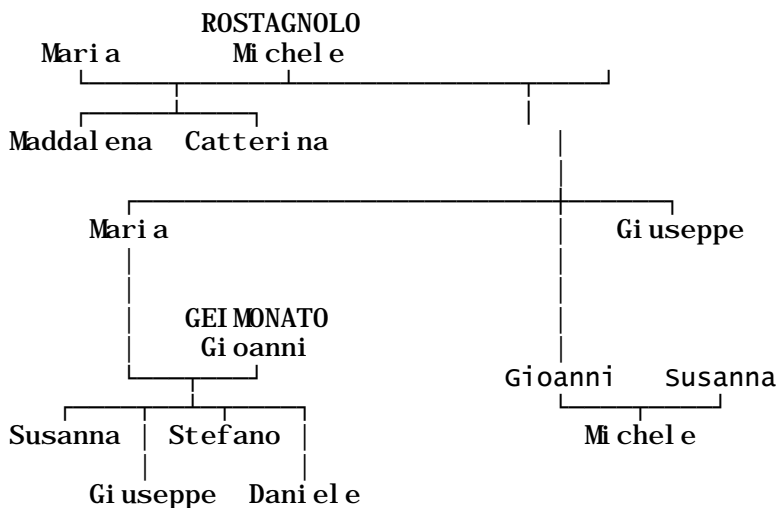 ROSTAGNOLO
Maria Michele
Maddalena Catterina
Maria Giuseppe
GEIMONATO
Gioanni
Gioanni Susanna
Susanna Stefano Michele
Giuseppe Daniele